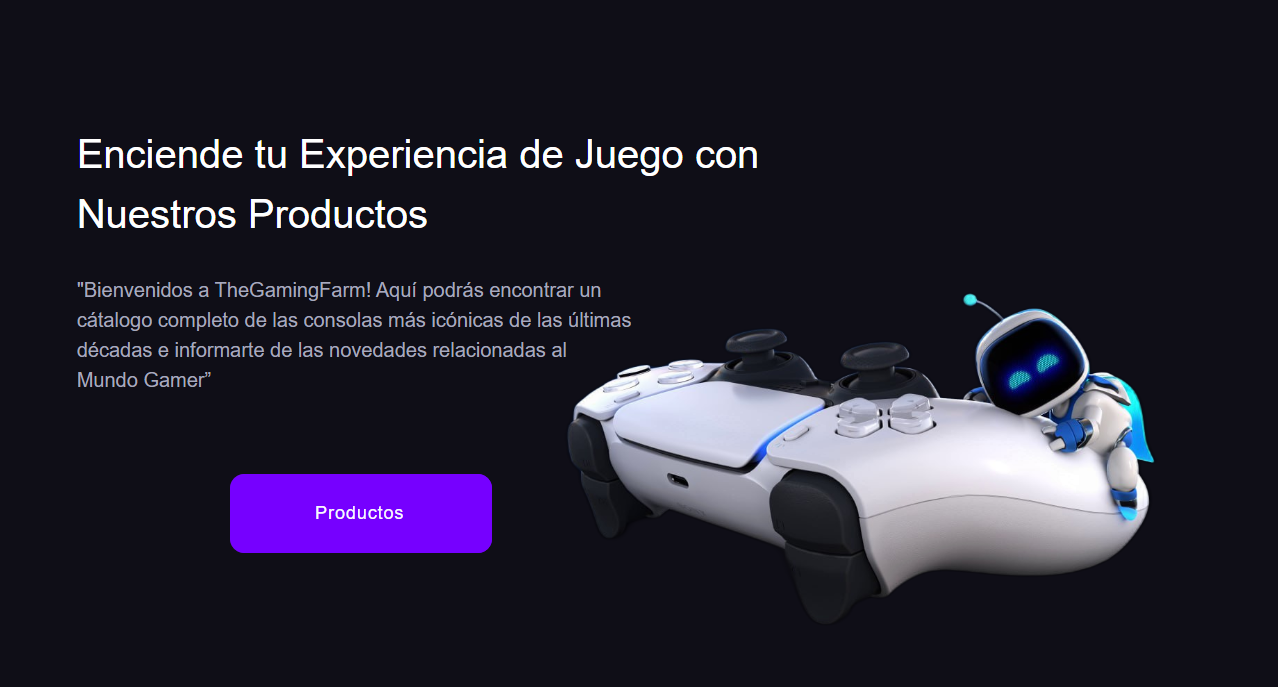 Enciende tu Experiencia de Juego con
Nuestros Productos
"Bienvenidos a TheGamingFarm! Aquí podrás encontrar un
cátalogo completo de las consolas más icónicas de las últimas
décadas e informarte de las novedades relacionadas al
Mundo Gamer”
Productos